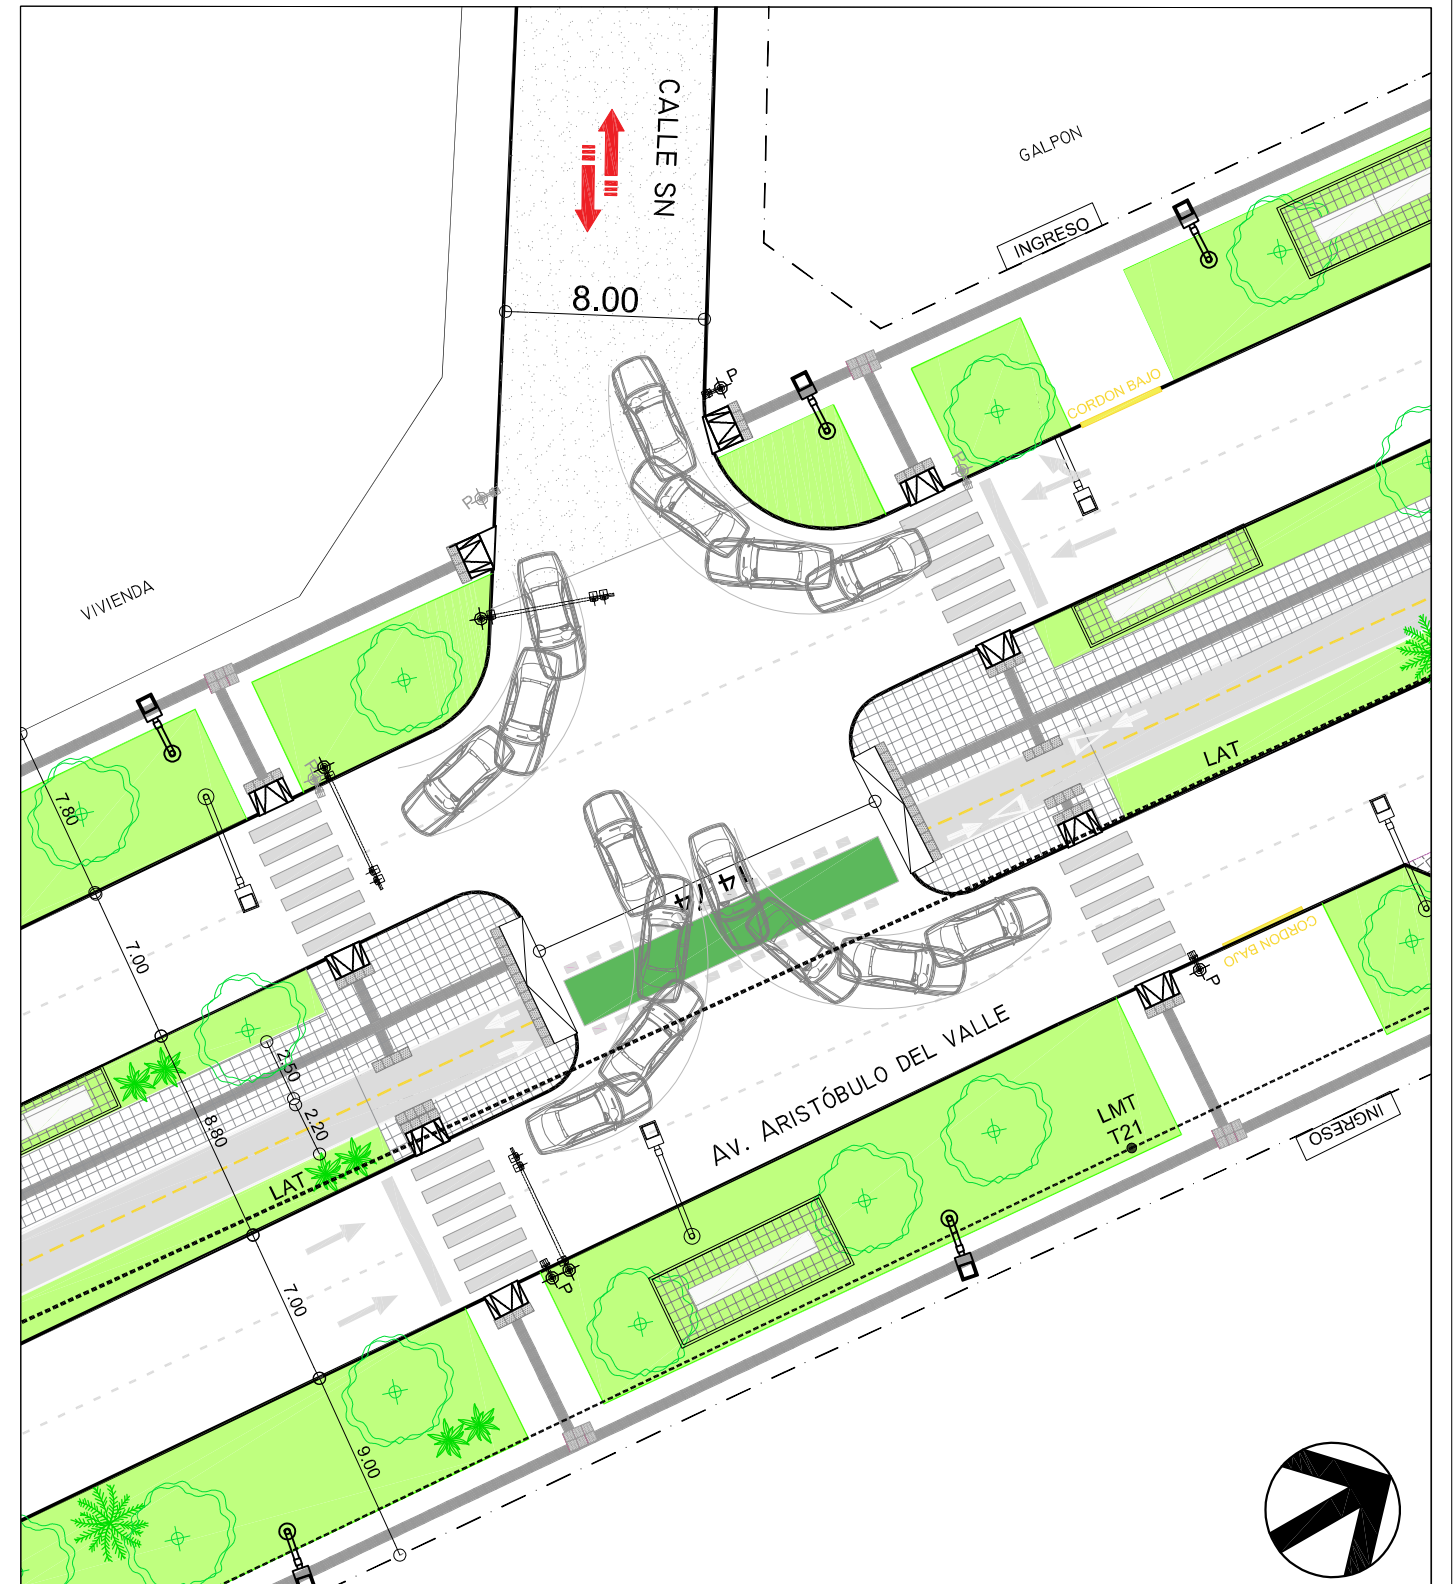 CALLE SN
GALPON
INGRESO
8.00
P
CORDON BAJO
P
P
VIVIENDA
LAT
P
7.80
14
CORDON BAJO
7.00
P
AV. ARISTÓBULO DEL VALLE
2.50
8.80
2.20
LMT
T21
INGRESO
LAT
7.00
P
9.00